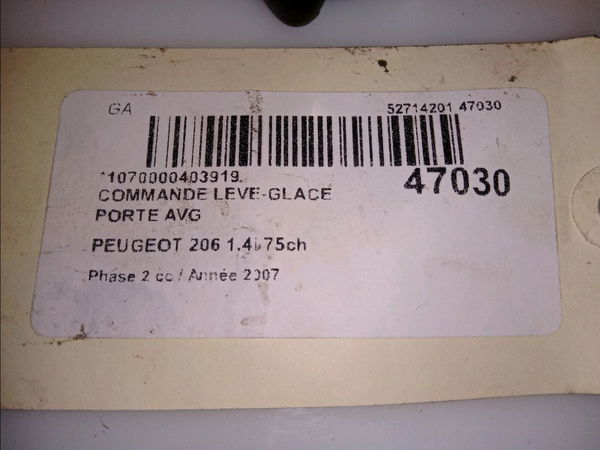 GA 52714201 47030
*1070000403919. 47030
COMMANDE LEVE-GLACE
PORTE AVG
PEUGEOT 206 1.4i 75ch
Phase 2 cc / Année 2007